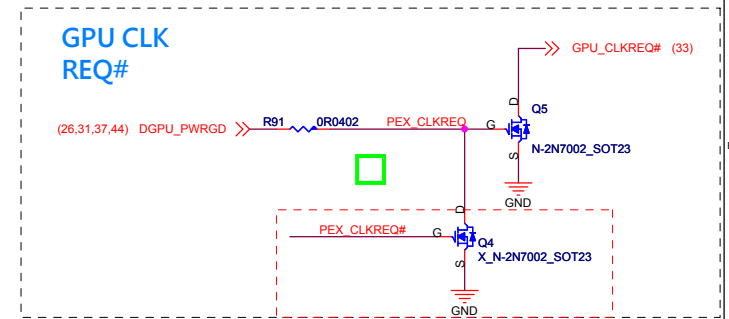 GPU CLK
REQ#
GPU_CLKREQ# (33)
D
Q5
(26,31,37,44) DGPU_PWRGD R91 0R0402 PEX_CLKREQ G
N-2N7002_SOT23
S
GND
D
PEX_CLKREQ# G
Q4
X_N-2N7002_SOT23
S
GND